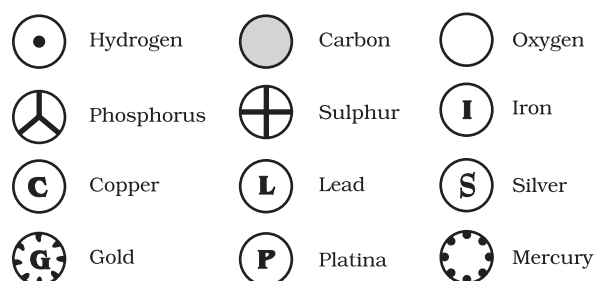 Hydrogen Carbon Oxygen
Phosphorus Sulphur I Iron
C Copper L Lead S Silver
G Gold P Platina Mercury